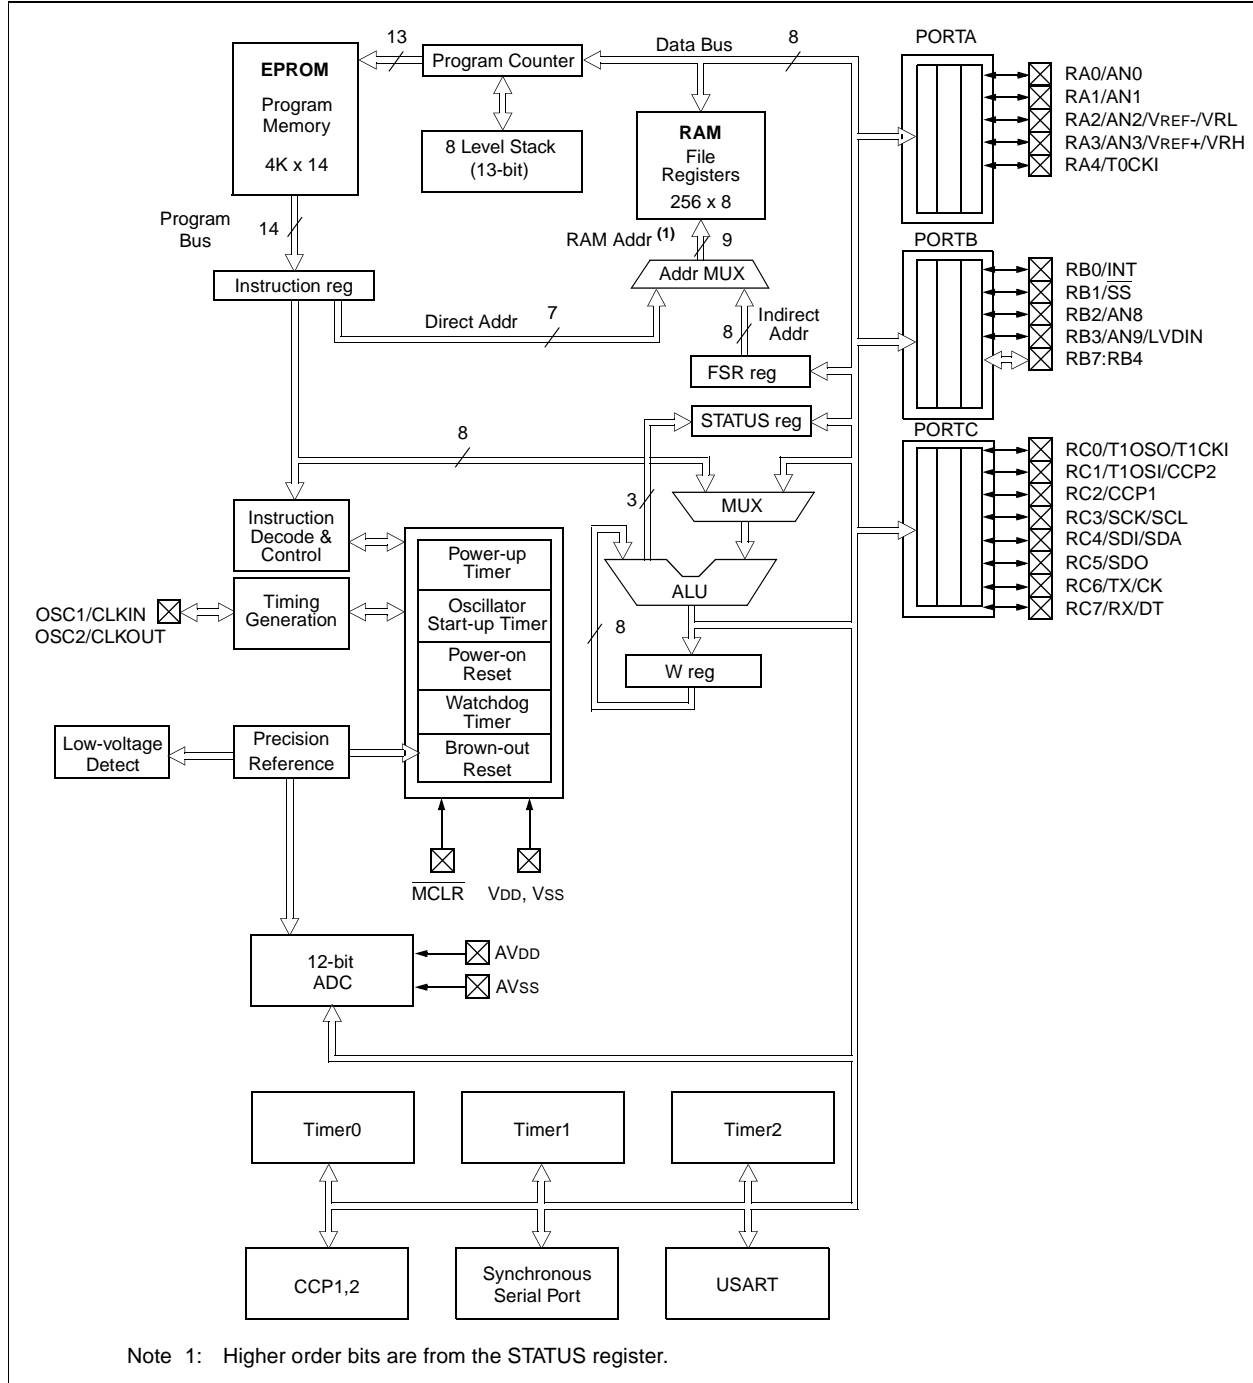 13
Data Bus
8
PORTA
EPROM
Program
Memory
4K x 14
Program Counter
8 Level Stack
(13-bit)
RAM
File
Registers
256 x 8
RA0/AN0
RA1/AN1
RA2/AN2/VREF-/VRL
RA3/AN3/VREF+/VRH
RA4/T0CKI
Program
Bus
14
RAM Addr (1)
9
PORTB
Instruction reg
Addr MUX
RB0/INT
RB1/SS
RB2/AN8
RB3/AN9/LVDIN
RB7:RB4
Direct Addr
7
8
Indirect
Addr
FSR reg
STATUS reg
PORTC
8
3
MUX
RC0/T1OSO/T1CKI
RC1/T1OSI/CCP2
RC2/CCP1
RC3/SCK/SCL
RC4/SDI/SDA
RC5/SDO
RC6/TX/CK
RC7/RX/DT
Instruction
Decode &
Control
Power-up
Timer
Oscillator
Start-up Timer
Power-on
Reset
Watchdog
Timer
Brown-out
Reset
ALU
8
W reg
OSC1/CLKIN
OSC2/CLKOUT
Timing
Generation
Low-voltage
Detect
Precision
Reference
MCLR
VDD, VSS
12-bit
ADC
AVDD
AVSS
Timer0
Timer1
Timer2
CCP1,2
Synchronous
Serial Port
USART
Note 1: Higher order bits are from the STATUS register.